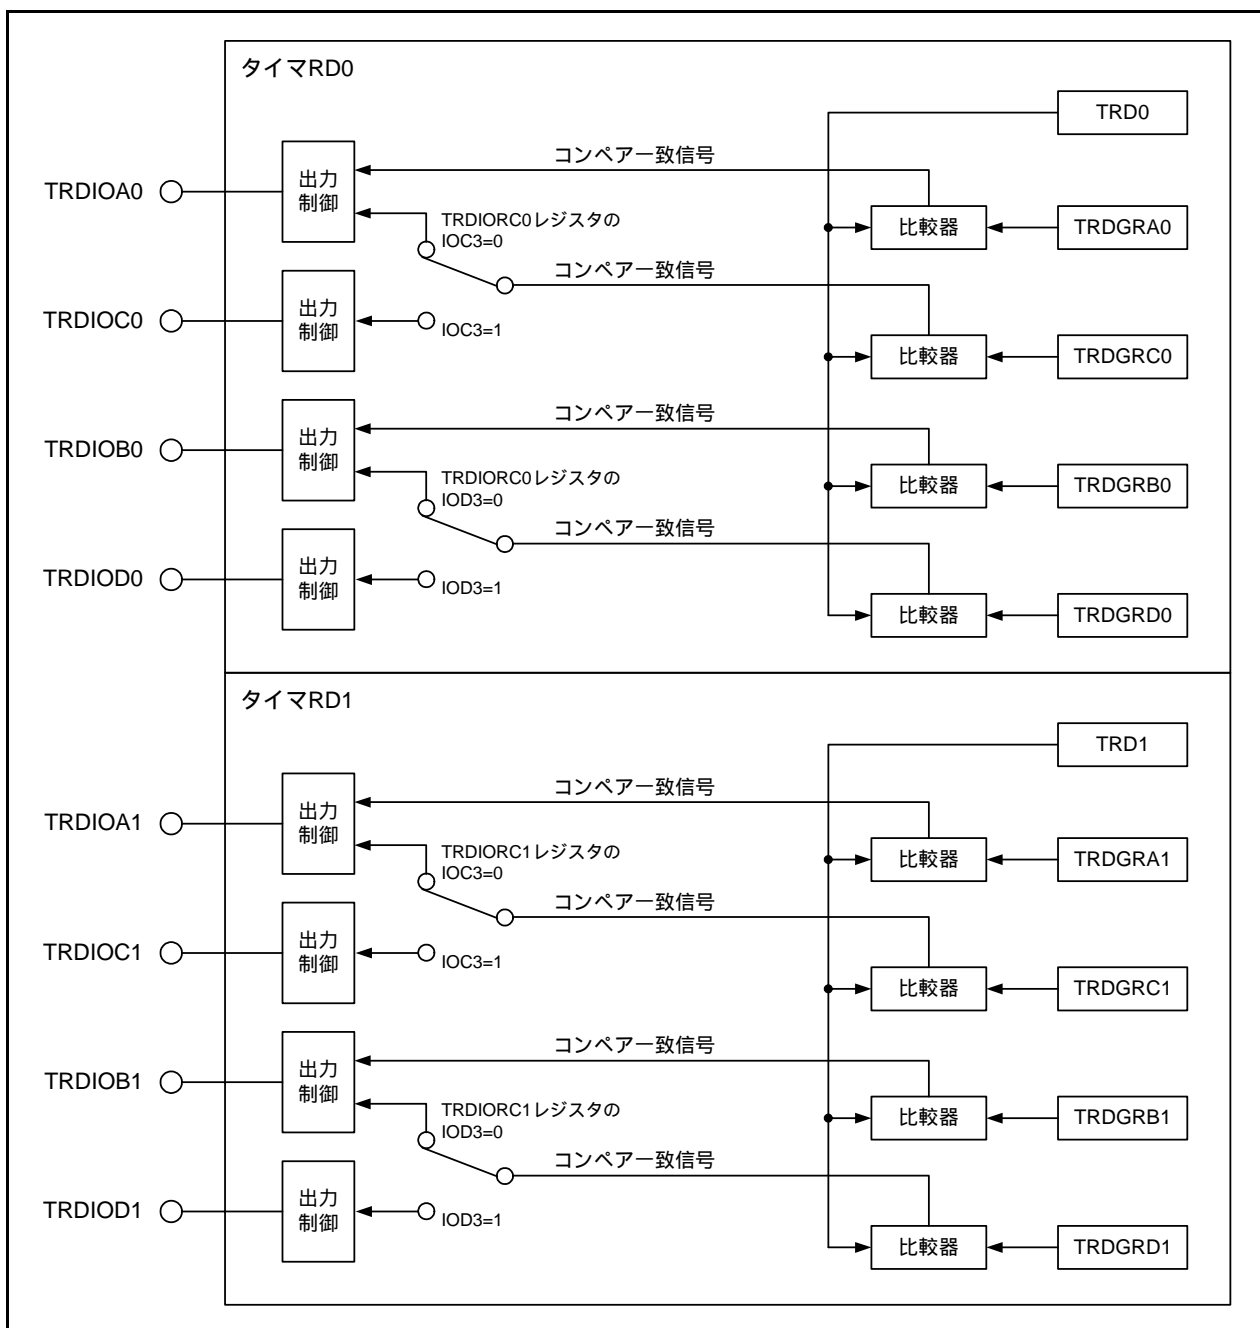 タイマRD0
TRD0
コンペア一致信号
TRDIOA0
出力
制御
TRDIORC0レジスタの
IOC3=0
比較器
TRDGRA0
コンペア一致信号
TRDIOC0
出力
制御
IOC3=1
比較器
TRDGRC0
コンペア一致信号
TRDIOB0
出力
制御
TRDIORC0レジスタの
IOD3=0
比較器
TRDGRB0
コンペア一致信号
TRDIOD0
出力
制御
IOD3=1
比較器
TRDGRD0
タイマRD1
TRD1
コンペア一致信号
TRDIOA1
出力
制御
TRDIORC1レジスタの
IOC3=0
比較器
TRDGRA1
コンペア一致信号
TRDIOC1
出力
制御
IOC3=1
比較器
TRDGRC1
コンペア一致信号
TRDIOB1
出力
制御
TRDIORC1レジスタの
IOD3=0
比較器
TRDGRB1
コンペア一致信号
TRDIOD1
出力
制御
IOD3=1
比較器
TRDGRD1